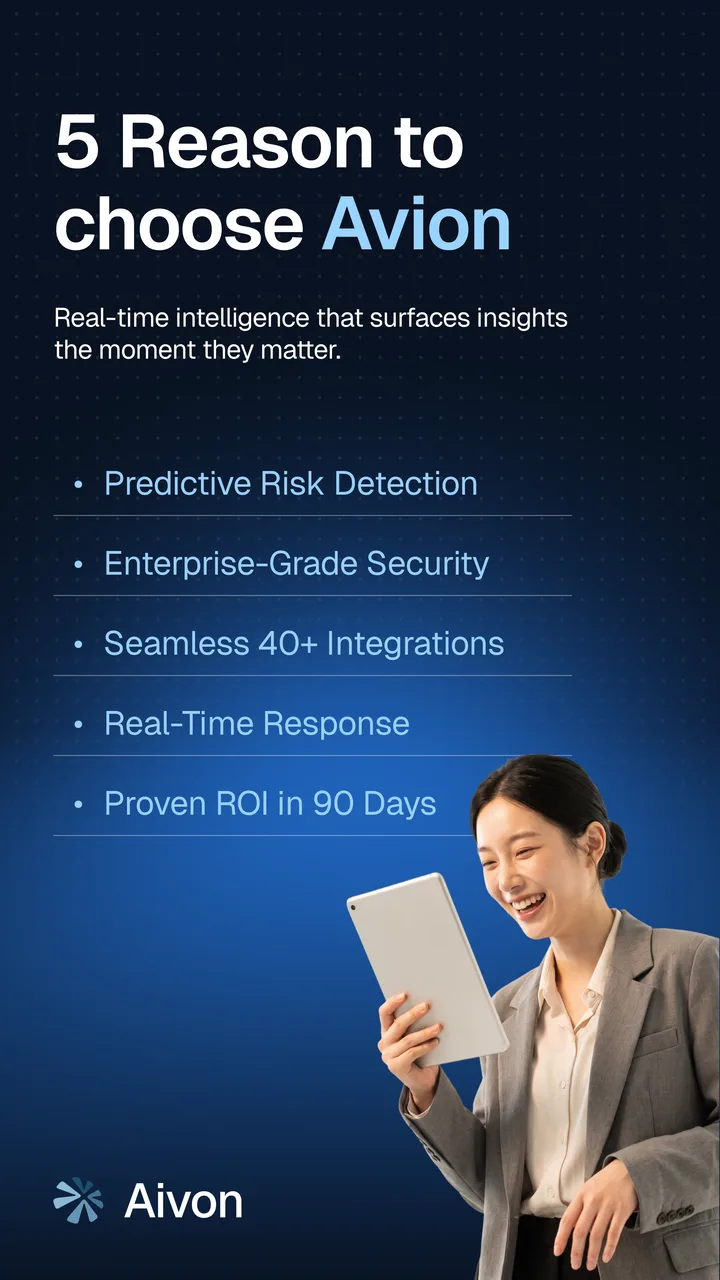 5 Reason to
choose Avion
Real-time intelligence that surfaces insights
the moment they matter.
• Predictive Risk Detection
• Enterprise-Grade Security
• Seamless 40+ Integrations
• Real-Time Response
• Proven ROI in 90 Days
Aivon